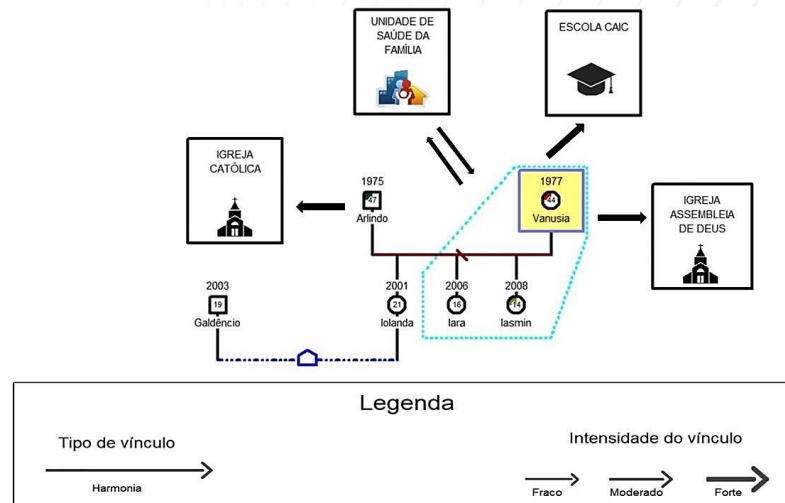 UNIDADE DE
SAÚDE DA
FAMÍLIA
ESCOLA CAIC
IGREJA
CATÓLICA
1975
47
Arlindo
1977
44
Vanusia
IGREJA
ASSEMBLEIA
DE DEUS
2003
19
Galdêncio
2001
21
Iolanda
2006
16
Iara
2008
14
Iasmin
Legenda
Tipo de vínculo
Harmonia
Intensidade do vínculo
Fraco
Moderado
Forte